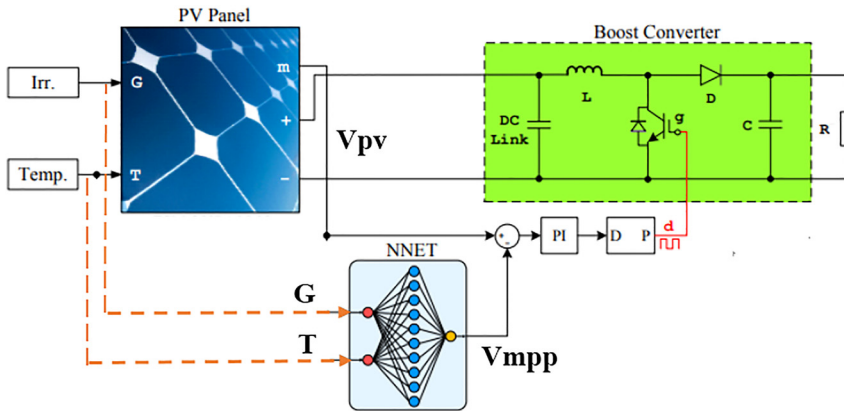 PV Panel
Boost Converter
Irr.
G
m
+
Vpv
−
Temp.
T
DC
Link
L
D
g
C
R
+
-
PI
D P
d
NNET
G
T
Vmpp